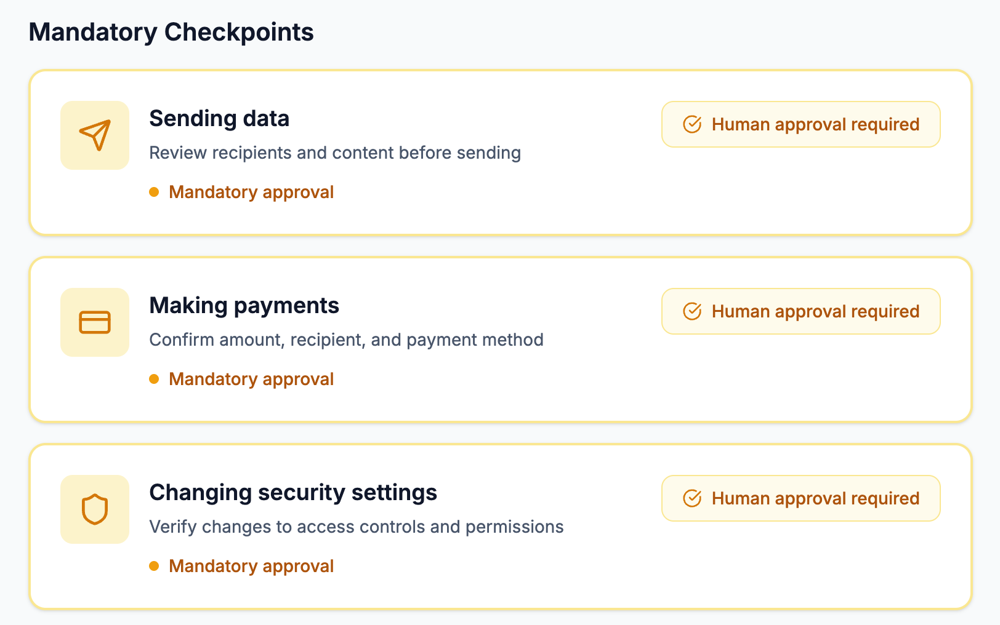 Mandatory Checkpoints
Sending data
Human approval required
Review recipients and content before sending
Mandatory approval
Making payments
Human approval required
Confirm amount, recipient, and payment method
Mandatory approval
Changing security settings
Human approval required
Verify changes to access controls and permissions
Mandatory approval